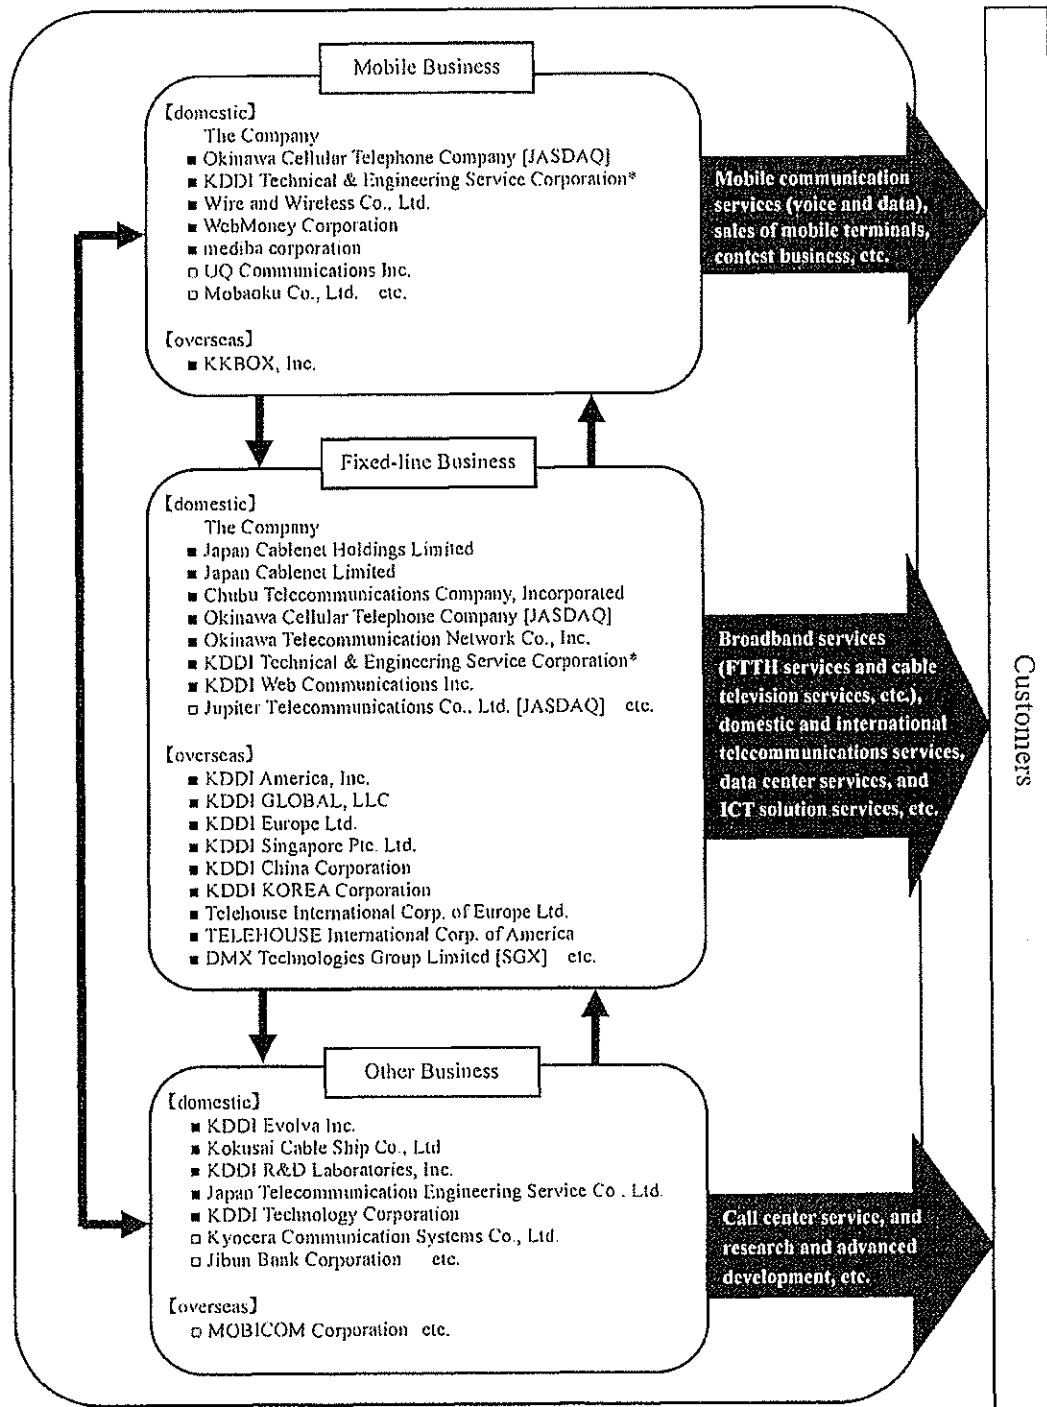 Mobile Business
【domestic】
The Company
■ Okinawa Cellular Telephone Company [JASDAQ]
■ KDDI Technical & Engineering Service Corporation*
■ Wire and Wireless Co., Ltd.
■ WebMoney Corporation
■ mediba corporation
□ UQ Communications Inc.
□ Mobaoku Co., Ltd. etc.
【overseas】
■ KKBOX, Inc.
Mobile communication
services (voice and data),
sales of mobile terminals,
contest business, etc.
Fixed-line Business
【domestic】
The Company
■ Japan Cablenet Holdings Limited
■ Japan Cablenet Limited
■ Chubu Telecommunications Company, Incorporated
■ Okinawa Cellular Telephone Company [JASDAQ]
■ Okinawa Telecommunication Network Co., Inc.
■ KDDI Technical & Engineering Service Corporation*
■ KDDI Web Communications Inc.
□ Jupiter Telecommunications Co., Ltd. [JASDAQ] etc.
【overseas】
■ KDDI America, Inc.
■ KDDI GLOBAL, LLC
■ KDDI Europe Ltd.
■ KDDI Singapore Pte. Ltd.
■ KDDI China Corporation
■ KDDI KOREA Corporation
■ Telehouse International Corp. of Europe Ltd.
■ TELEHOUSE International Corp. of America
■ DMX Technologies Group Limited [SGX] etc.
Broadband services
(FTTH services and cable
television services, etc.),
domestic and international
telecommunications services,
data center services, and
ICT solution services, etc.
Customers
Other Business
【domestic】
■ KDDI Evolva Inc.
■ Kokusai Cable Ship Co., Ltd
■ KDDI R&D Laboratories, Inc.
■ Japan Telecommunication Engineering Service Co . Ltd.
■ KDDI Technology Corporation
□ Kyocera Communication Systems Co., Ltd.
□ Jibun Bank Corporation etc.
【overseas】
□ MOBICOM Corporation etc.
Call center service, and
research and advanced
development, etc.